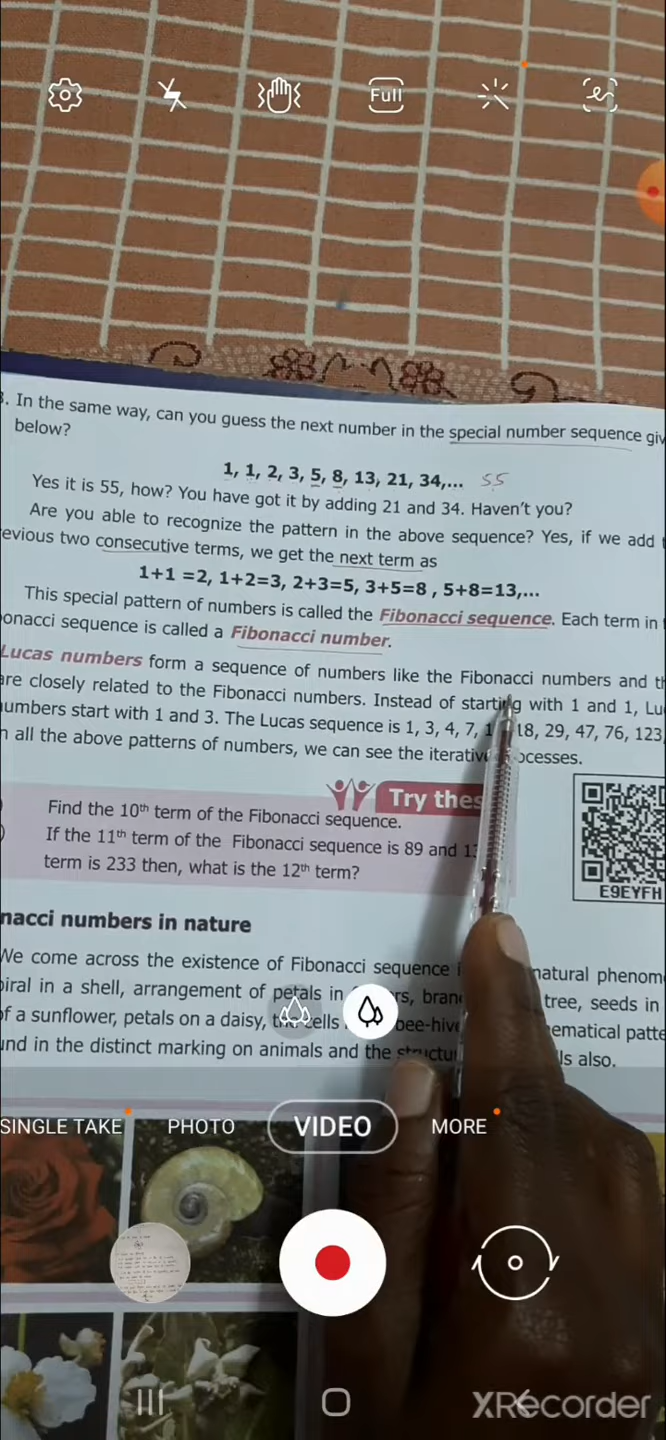 Full
3. In the same way, can you guess the next number in the special number sequence giv
below?
1, 1, 2, 3, 5, 8, 13, 21, 34,... 55
Yes it is 55, how? You have got it by adding 21 and 34. Haven't you?
Are you able to recognize the pattern in the above sequence? Yes, if we add
evious two consecutive terms, we get the next term as
1+1 =2, 1+2=3, 2+3=5, 3+5=8 , 5+8=13,...
This special pattern of numbers is called the Fibonacci sequence. Each term in
onacci sequence is called a Fibonacci number.
Lucas numbers form a sequence of numbers like the Fibonacci numbers and th
are closely related to the Fibonacci numbers. Instead of starting with 1 and 1, Lu
umbers start with 1 and 3. The Lucas sequence is 1, 3, 4, 7, 1 18, 29, 47, 76, 123,
n all the above patterns of numbers, we can see the iterativ ocesses.
Try thes
Find the 10th term of the Fibonacci sequence.
If the 11th term of the Fibonacci sequence is 89 and 1
term is 233 then, what is the 12th term?
E9EYFH
nacci numbers in nature
We come across the existence of Fibonacci sequence i natural phenom
piral in a shell, arrangement of petals in rs, bran tree, seeds in
of a sunflower, petals on a daisy, cells bee-hive ematical patte
und in the distinct marking on animals and the structu ls also.
SINGLE TAKE PHOTO VIDEO MORE
XRecorder